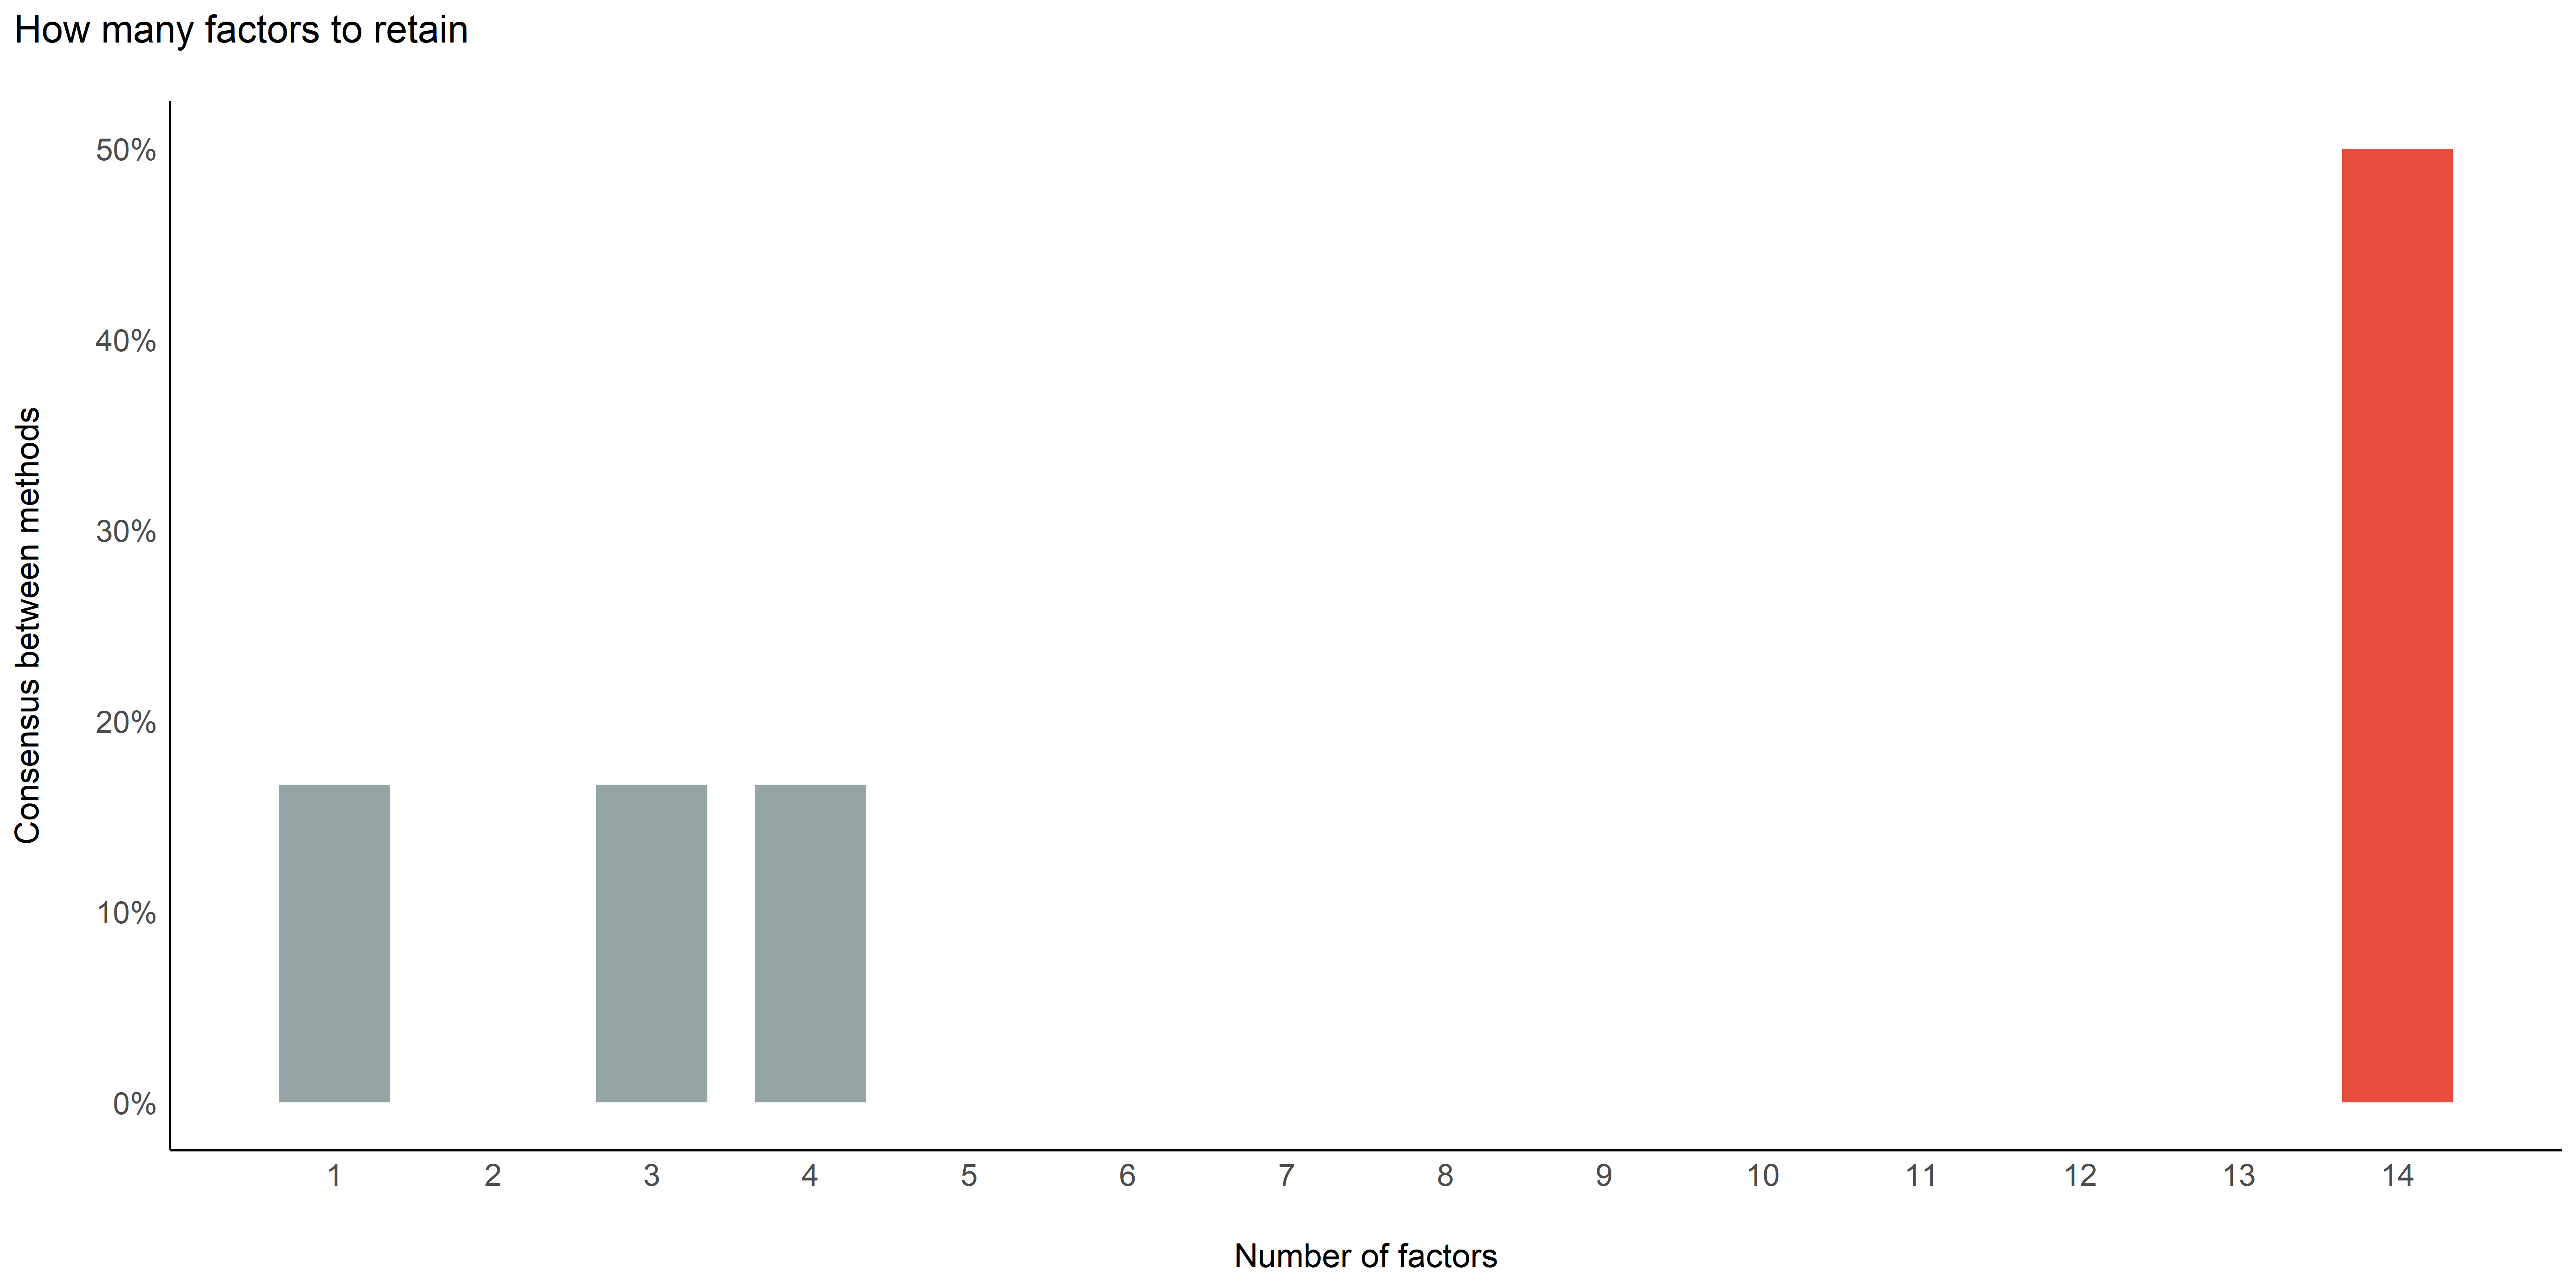 How many factors to retain
Consensus between methods
50%
40%
30%
20%
10%
0%
1 2 3 4 5 6 7 8 9 10 11 12 13 14
Number of factors